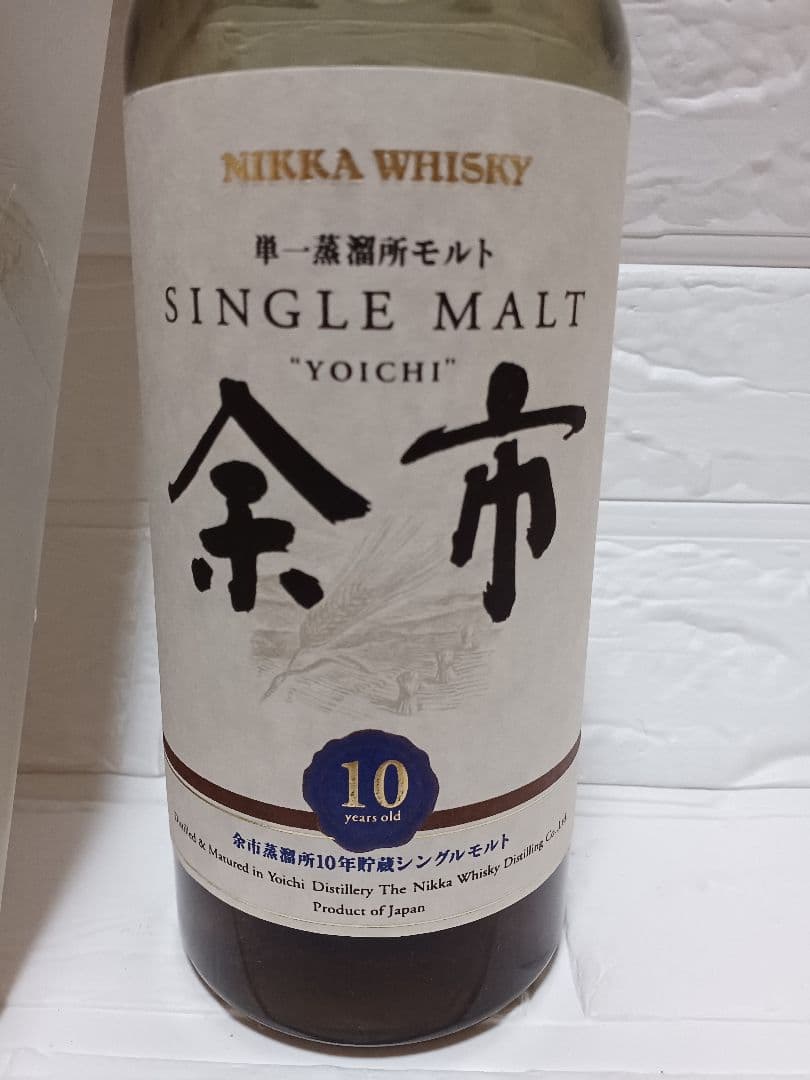 NIKKA WHISKY
単一蒸溜所モルト
SINGLE MALT
"YOICHI"
余市
10
years old
余市蒸溜所10年貯蔵シングルモルト
Distilled & Matured in Yoichi Distillery The Nikka Whisky Distilling Co.,Ltd.
Product of Japan